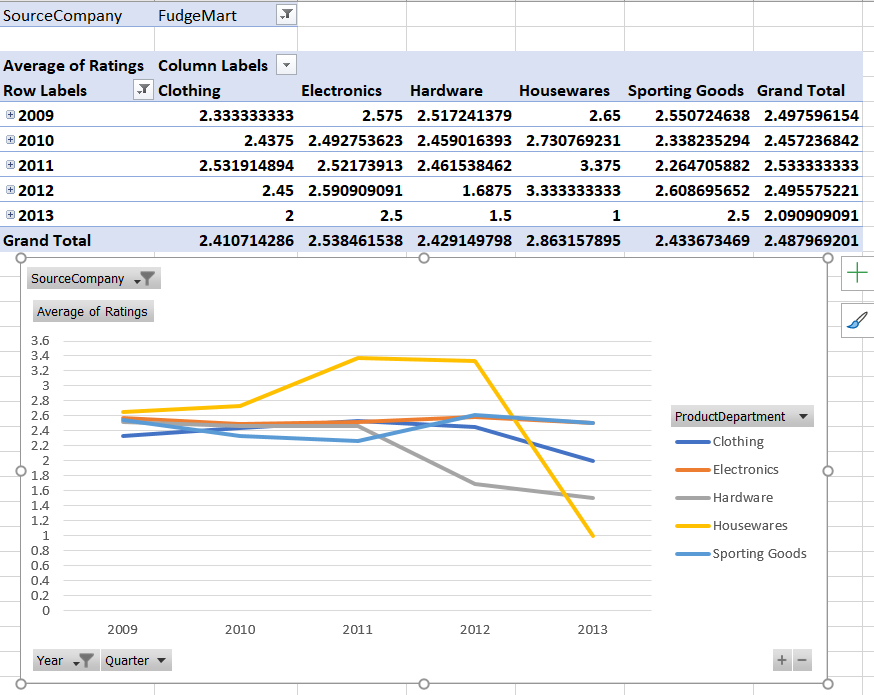 SourceCompany FudgeMart
Average of Ratings Column Labels
Row Labels Clothing Electronics Hardware Housewares Sporting Goods Grand Total
2009 2.333333333 2.575 2.517241379 2.65 2.550724638 2.497596154
2010 2.4375 2.492753623 2.459016393 2.730769231 2.338235294 2.457236842
2011 2.531914894 2.52173913 2.461538462 3.375 2.264705882 2.533333333
2012 2.45 2.590909091 1.6875 3.333333333 2.608695652 2.495575221
2013 2 2.5 1.5 1 2.5 2.090909091
Grand Total 2.410714286 2.538461538 2.429149798 2.863157895 2.433673469 2.487969201
SourceCompany
Average of Ratings
3.6
3.4
3.2
3
2.8
2.6
2.4
2.2
2
1.8
1.6
1.4
1.2
1
0.8
0.6
0.4
0.2
0
2009 2010 2011 2012 2013
ProductDepartment
Clothing
Electronics
Hardware
Housewares
Sporting Goods
Year Quarter